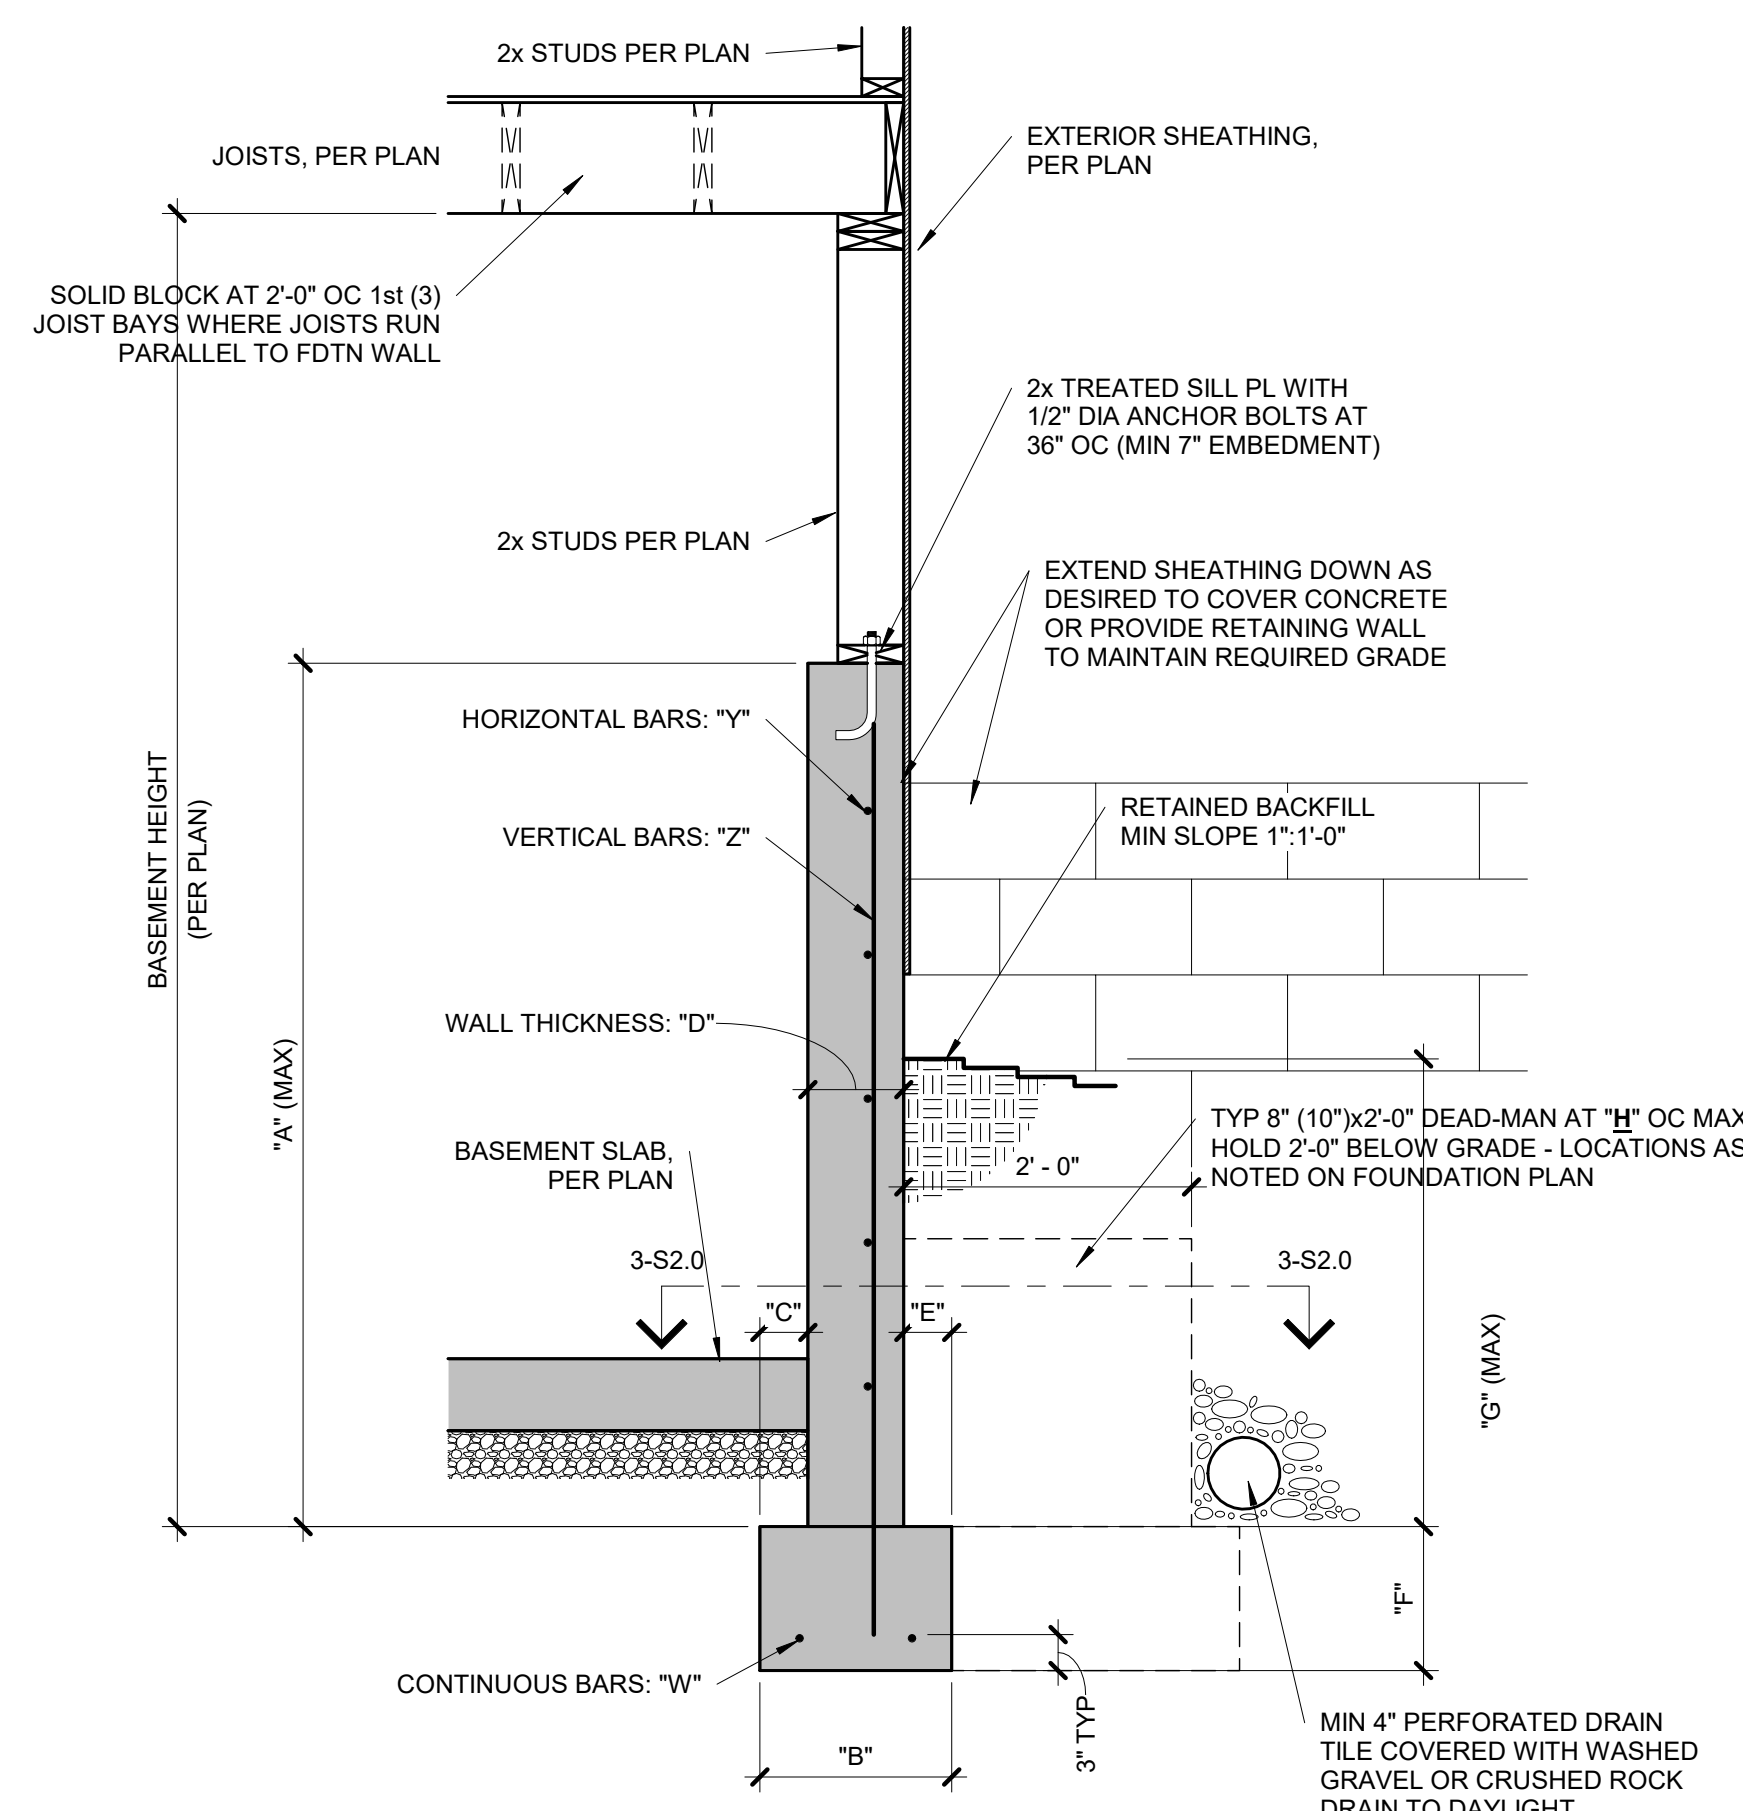 2x STUDS PER PLAN
JOISTS, PER PLAN
EXTERIOR SHEATHING,
PER PLAN
SOLID BLOCK AT 2'-0" OC 1st (3)
JOIST BAYS WHERE JOISTS RUN
PARALLEL TO FDTN WALL
2x TREATED SILL PL WITH
1/2" DIA ANCHOR BOLTS AT
36" OC (MIN 7" EMBEDMENT)
2x STUDS PER PLAN
EXTEND SHEATHING DOWN AS
DESIRED TO COVER CONCRETE
OR PROVIDE RETAINING WALL
TO MAINTAIN REQUIRED GRADE
HORIZONTAL BARS: "Y"
BASEMENT HEIGHT
(PER PLAN)
RETAINED BACKFILL
MIN SLOPE 1":1'-0"
VERTICAL BARS: "Z"
WALL THICKNESS: "D"
"A" (MAX)
TYP 8" (10")x2'-0" DEAD-MAN AT "H" OC MAX
HOLD 2'-0" BELOW GRADE - LOCATIONS AS
NOTED ON FOUNDATION PLAN
BASEMENT SLAB,
PER PLAN
2' - 0"
3-S2.0
3-S2.0
"C"
"E"
"G" (MAX)
"F"
CONTINUOUS BARS: "W"
3" TYP
"B"
MIN 4" PERFORATED DRAIN
TILE COVERED WITH WASHED
GRAVEL OR CRUSHED ROCK
DRAIN TO DAYLIGHT